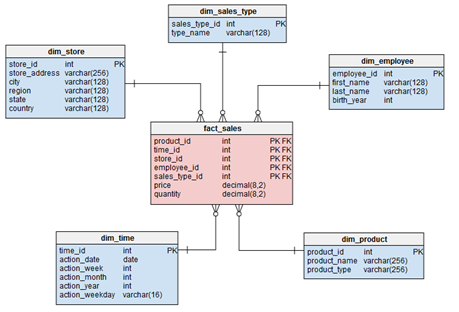 dim_sales_type
sales_type_id int PK
type_name varchar(128)
dim_store
store_id int PK
store_address varchar(256)
city varchar(128)
region varchar(128)
state varchar(128)
country varchar(128)
dim_employee
employee_id int PK
first_name varchar(128)
last_name varchar(128)
birth_year int
fact_sales
product_id int PK FK
time_id int PK FK
store_id int PK FK
employee_id int PK FK
sales_type_id int PK FK
price decimal(8,2)
quantity decimal(8,2)
dim_time
time_id int PK
action_date date
action_week int
action_month int
action_year int
action_weekday varchar(16)
dim_product
product_id int PK
product_name varchar(256)
product_type varchar(256)